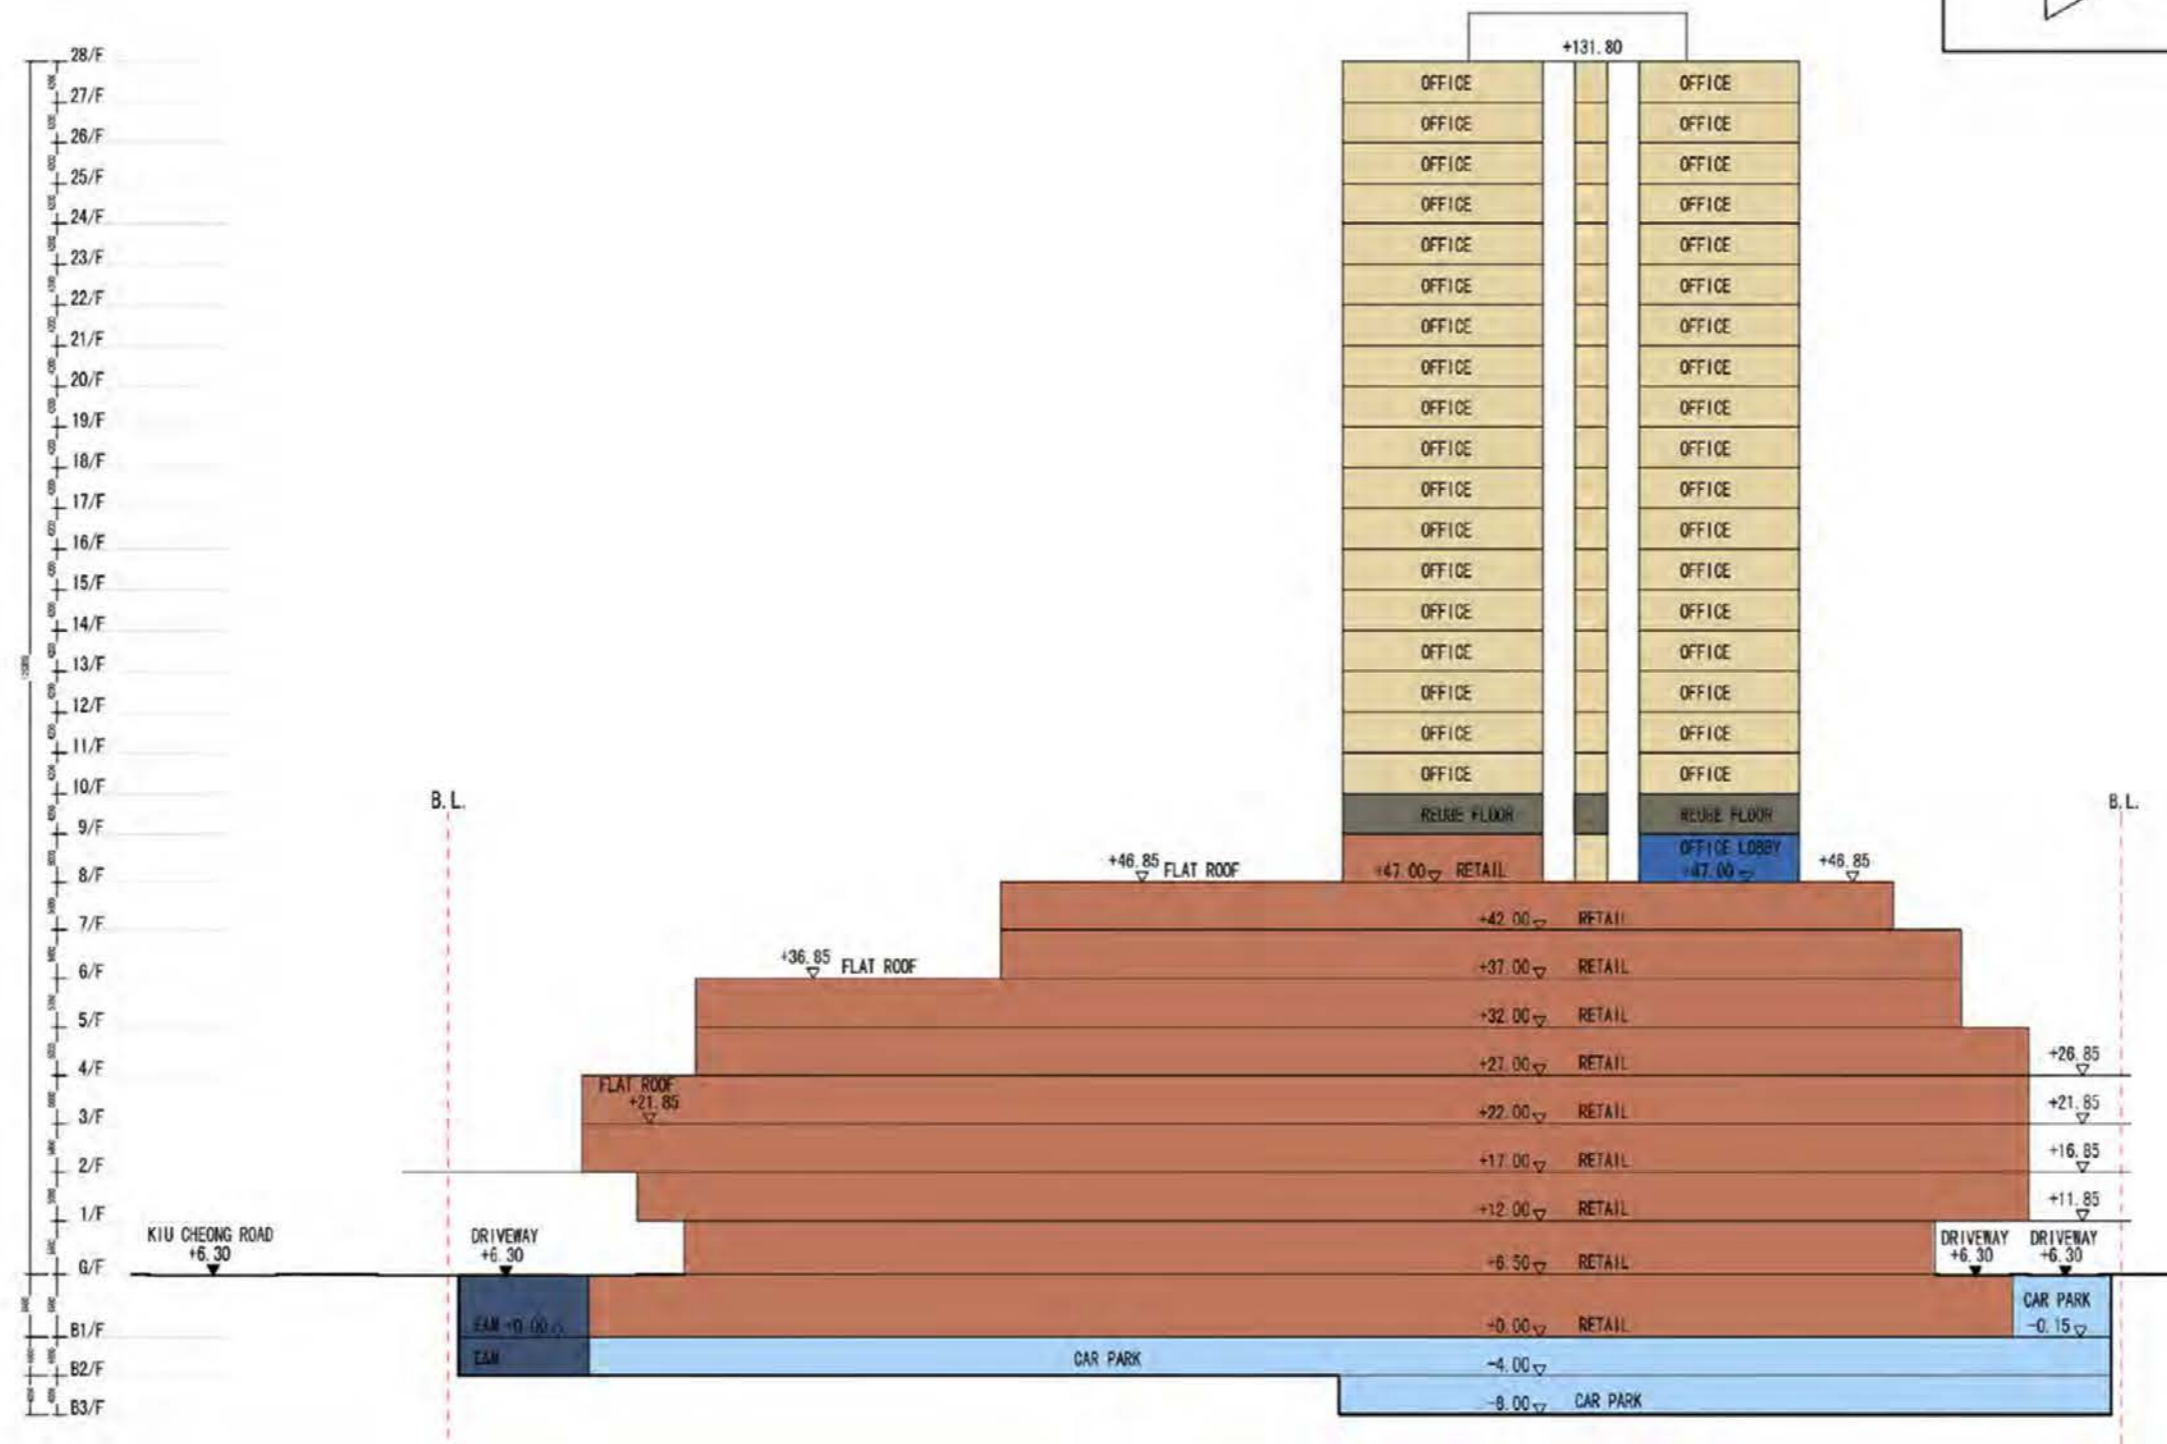 +131.80
28/F
OFFICE OFFICE
27/F
OFFICE OFFICE
26/F
OFFICE OFFICE
25/F
OFFICE OFFICE
24/F
OFFICE OFFICE
23/F
OFFICE OFFICE
22/F
OFFICE OFFICE
21/F
OFFICE OFFICE
20/F
OFFICE OFFICE
19/F
OFFICE OFFICE
18/F
OFFICE OFFICE
17/F
OFFICE OFFICE
16/F
OFFICE OFFICE
15/F
OFFICE OFFICE
14/F
OFFICE OFFICE
13/F
OFFICE OFFICE
12/F
OFFICE OFFICE
11/F
OFFICE OFFICE
10/F
B.L. B.L.
FLOOR FLOOR
9/F
OFFICE LOBBY
+46.85 FLAT ROOF +47.00 RETAIL +47.00 +46.85
8/F
+42.00 RETAIL
7/F
+36.85 FLAT ROOF +37.00 RETAIL
6/F
+32.00 RETAIL
5/F
+27.00 RETAIL +26.85
4/F
FLAT ROOF
+21.85 +22.00 RETAIL +21.85
3/F
+17.00 RETAIL +16.85
2/F
+12.00 RETAIL +11.85
1/F
KIU CHEONG ROAD DRIVEWAY DRIVEWAY DRIVEWAY
+6.30 +6.30 +6.50 RETAIL +6.30 +6.30
G/F
CAR PARK
E&M +0.00 +0.00 RETAIL -0.15
B1/F
E&M CAR PARK -4.00
B2/F
-8.00 CAR PARK
B3/F